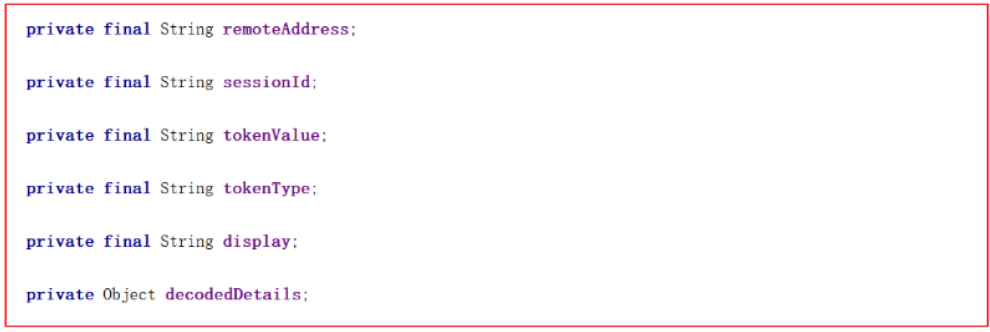 private final String remoteAddress;
private final String sessionId;
private final String tokenValue;
private final String tokenType;
private final String display;
private Object decodedDetails;